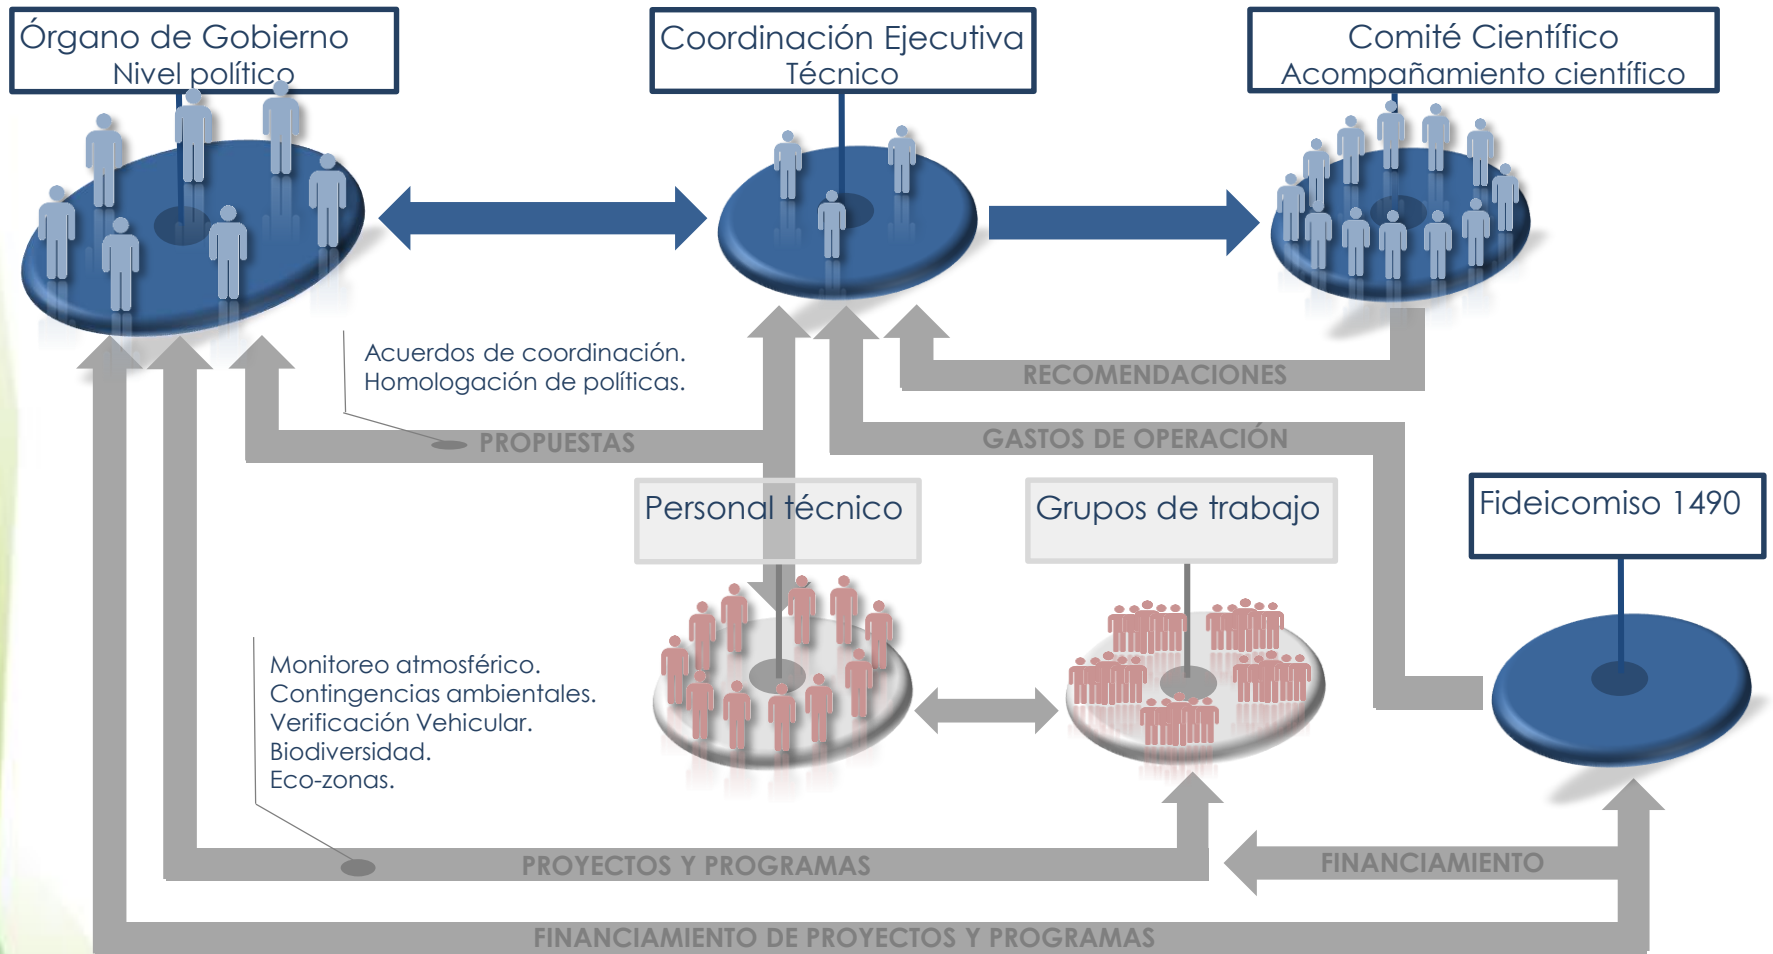 Órgano de Gobierno
Nivel político
Coordinación Ejecutiva
Técnico
Comité Científico
Acompañamiento científico
Acuerdos de coordinación.
Homologación de políticas.
RECOMENDACIONES
PROPUESTAS
GASTOS DE OPERACIÓN
Personal técnico
Grupos de trabajo
Fideicomiso 1490
Monitoreo atmosférico.
Contingencias ambientales.
Verificación Vehicular.
Biodiversidad.
Eco-zonas.
PROYECTOS Y PROGRAMAS
FINANCIAMIENTO
FINANCIAMIENTO DE PROYECTOS Y PROGRAMAS